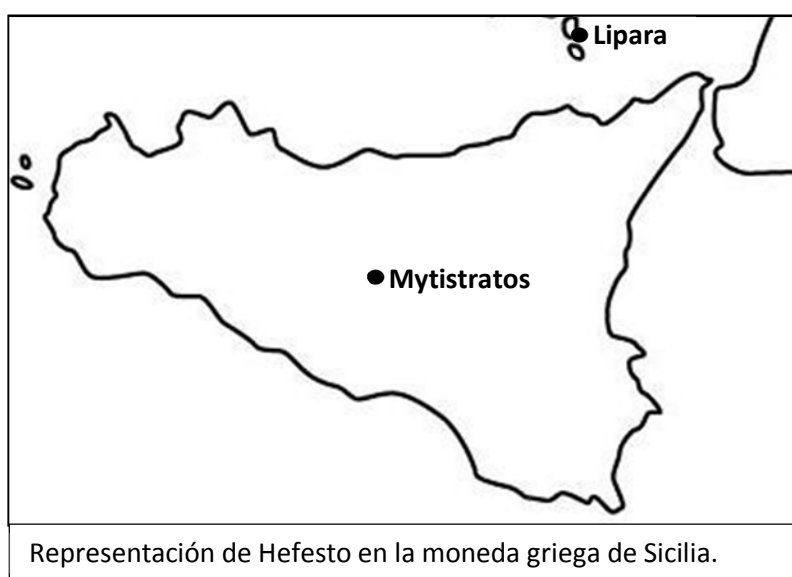 Lipara
Mytistratos
Representación de Hefesto en la moneda griega de Sicilia.